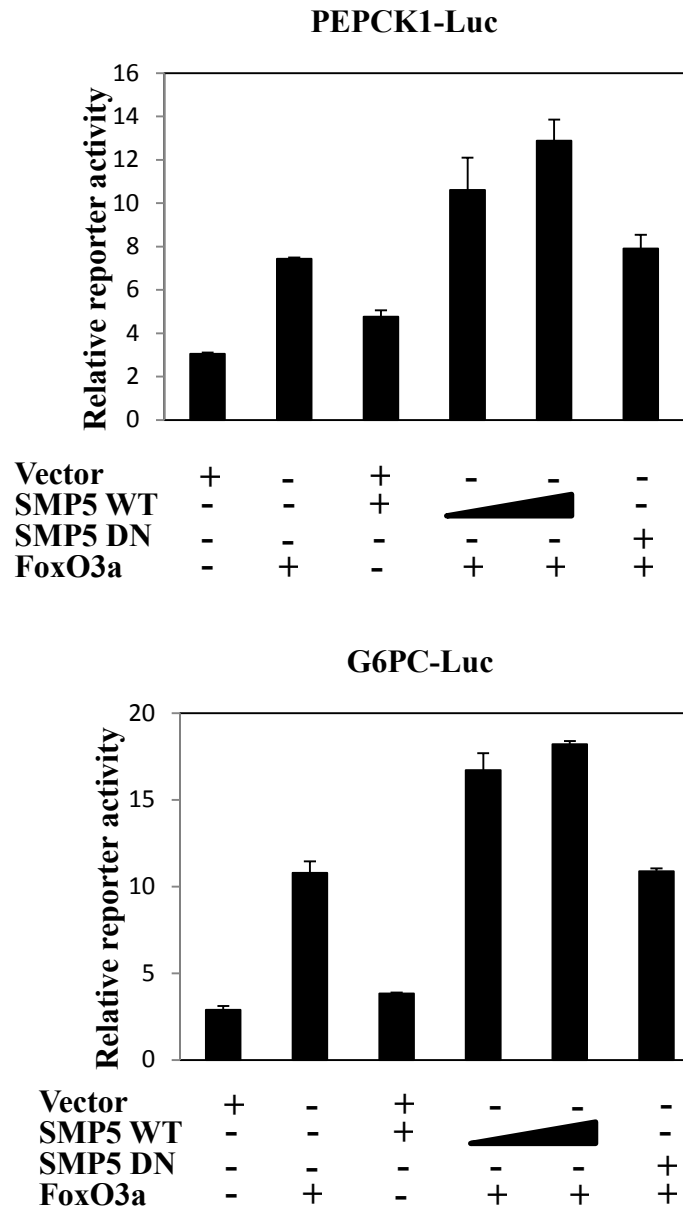 PEPCK1-Luc
Relative reporter activity
16
14
12
10
8
6
4
2
0
Vector + - + - - -
SMP5 WT - - + -
SMP5 DN - - - - - +
FoxO3a - + - + + +
G6PC-Luc
Relative reporter activity
20
15
10
5
0
Vector + - + - - -
SMP5 WT - - + -
SMP5 DN - - - - - +
FoxO3a - + - + + +